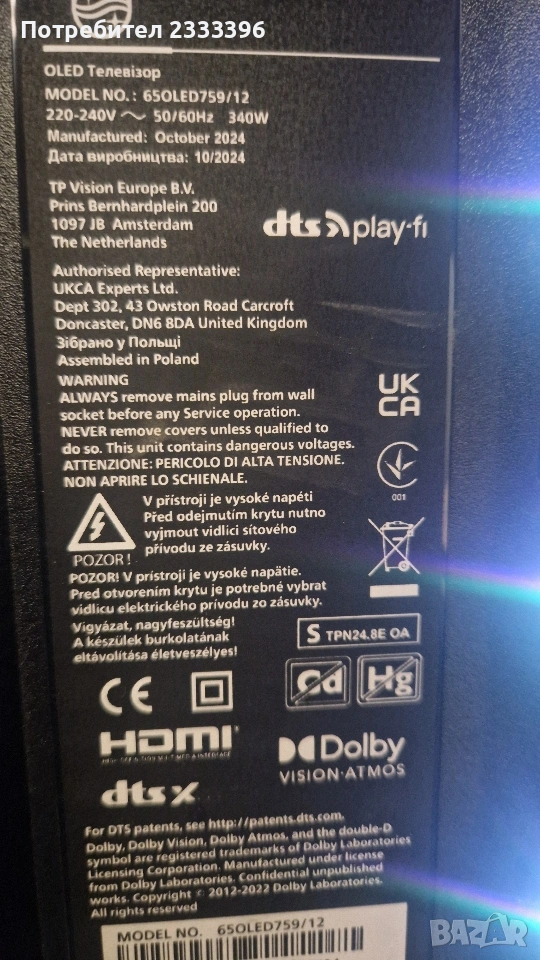 Потребител 2333396
OLED Телевізор
MODEL NO. : 65OLED759/12
220-240V ~ 50/60Hz 340W
Manufactured: October 2024
Дата виробництва: 10/2024
TP Vision Europe B.V.
Prins Bernhardplein 200
1097 JB Amsterdam
The Netherlands
dts play-fi
Authorised Representative:
UKCA Experts Ltd.
Dept 302, 43 Owston Road Carcroft
Doncaster, DN6 8DA United Kingdom
Зібрано у Польщі
Assembled in Poland
WARNING
ALWAYS remove mains plug from wall
socket before any Service operation.
NEVER remove covers unless qualified to
do so. This unit contains dangerous voltages.
ATTENZIONE: PERICOLO DI ALTA TENSIONE.
NON APRIRE LO SCHIENALE.
UK
CA
001
V přístroji je vysoké napětí
Před odejmutím krytu nutno
vyjmout vidlici síťového
přívodu ze zásuvky.
POZOR !
POZOR! V prístroji je vysoké napätie.
Pred otvorením krytu je potrebné vybrat
vidlicu elektrického prívodu zo zásuvky.
Vigyázat, nagyfeszültség!
A készülek burkolatának
eltávolítása életveszélyes!
S TPN24.8E OA
CE
Cd Hg
HDMI
HIGH-DEFINITION MULTIMEDIA INTERFACE
Dolby
VISION·ATMOS
dts x
For DTS patents, see http://patents.dts.com.
Dolby, Dolby Vision, Dolby Atmos, and the double-D
symbol are registered trademarks of Dolby Laboratories
Licensing Corporation. Manufactured under license
from Dolby Laboratories. Confidential unpublished
works. Copyright © 2012-2022 Dolby Laboratories.
All rights reserved
MODEL NO. 65OLED759/12
BAZAR